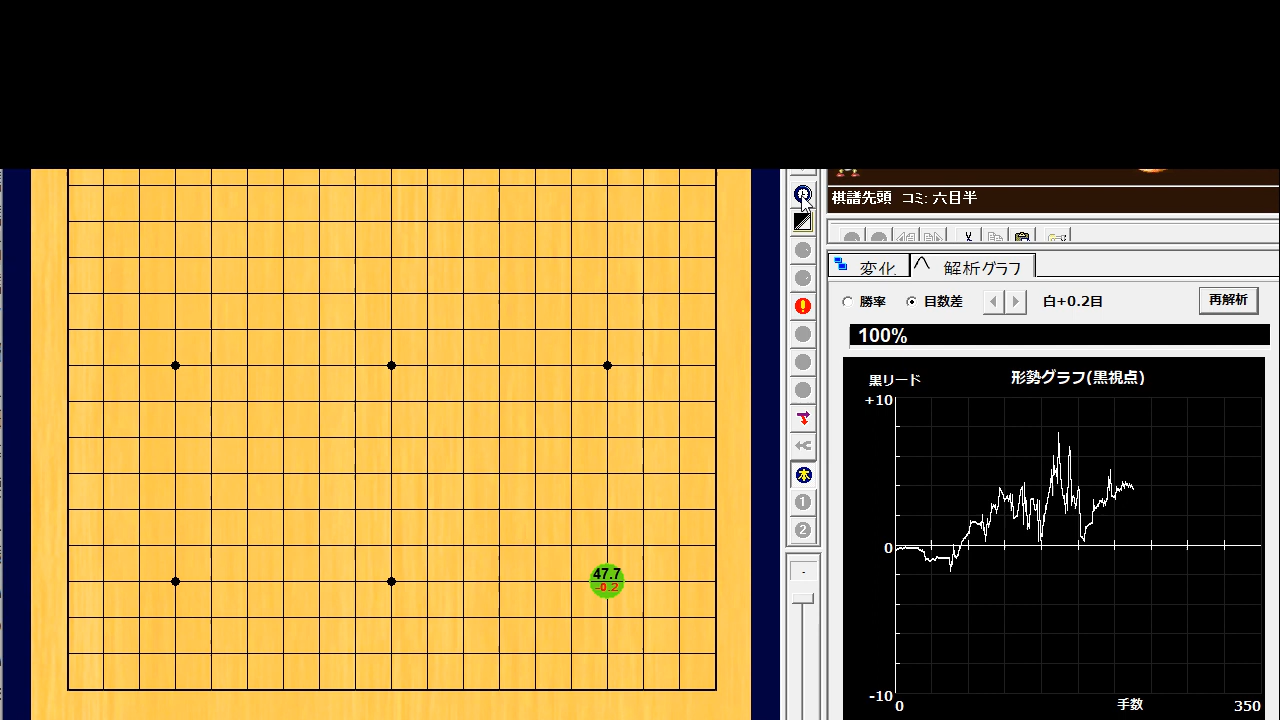 棋譜先頭 コミ: 六目半
変化 解析グラフ
勝率 目数差 白+0.2目 再解析
100%
形勢グラフ(黒視点)
黒リード
+10
0
47.7
-0.2
1
2
-
-10
0 手数 350